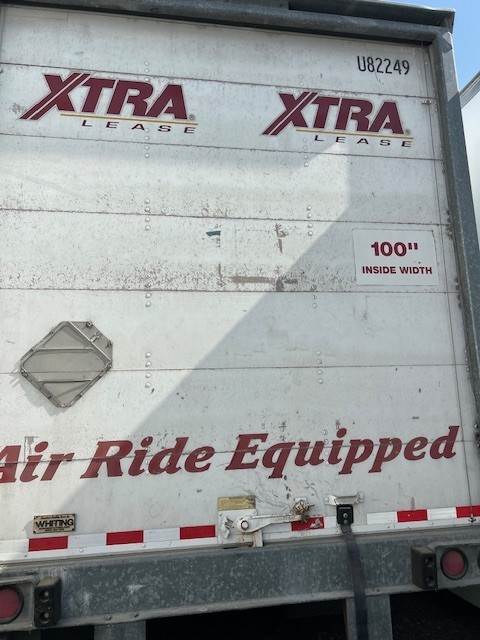 U82249
XTRA
LEASE
XTRA
LEASE
100"
INSIDE WIDTH
Air Ride Equipped
WHITING